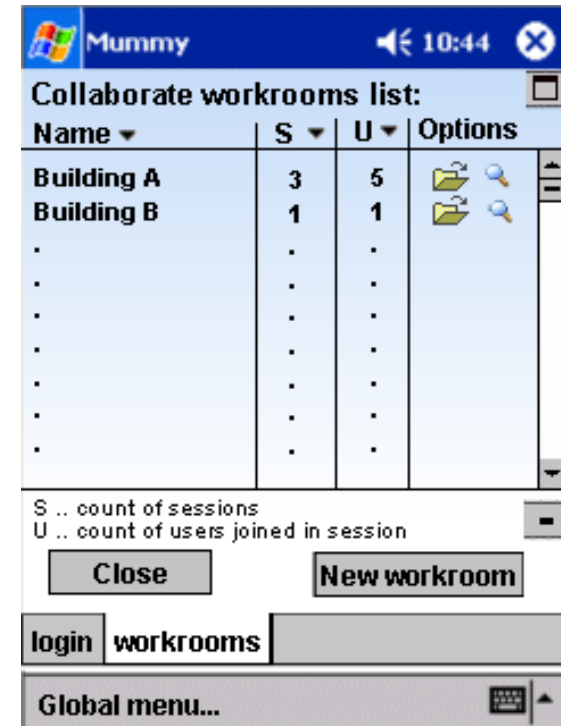 Mummy 10:44
Collaborate workrooms list:
Name S U Options
Building A 3 5
Building B 1 1
. . .
. . .
. . .
. . .
. . .
. . .
. . .
S .. count of sessions
U .. count of users joined in session
Close New workroom
login workrooms
Global menu...